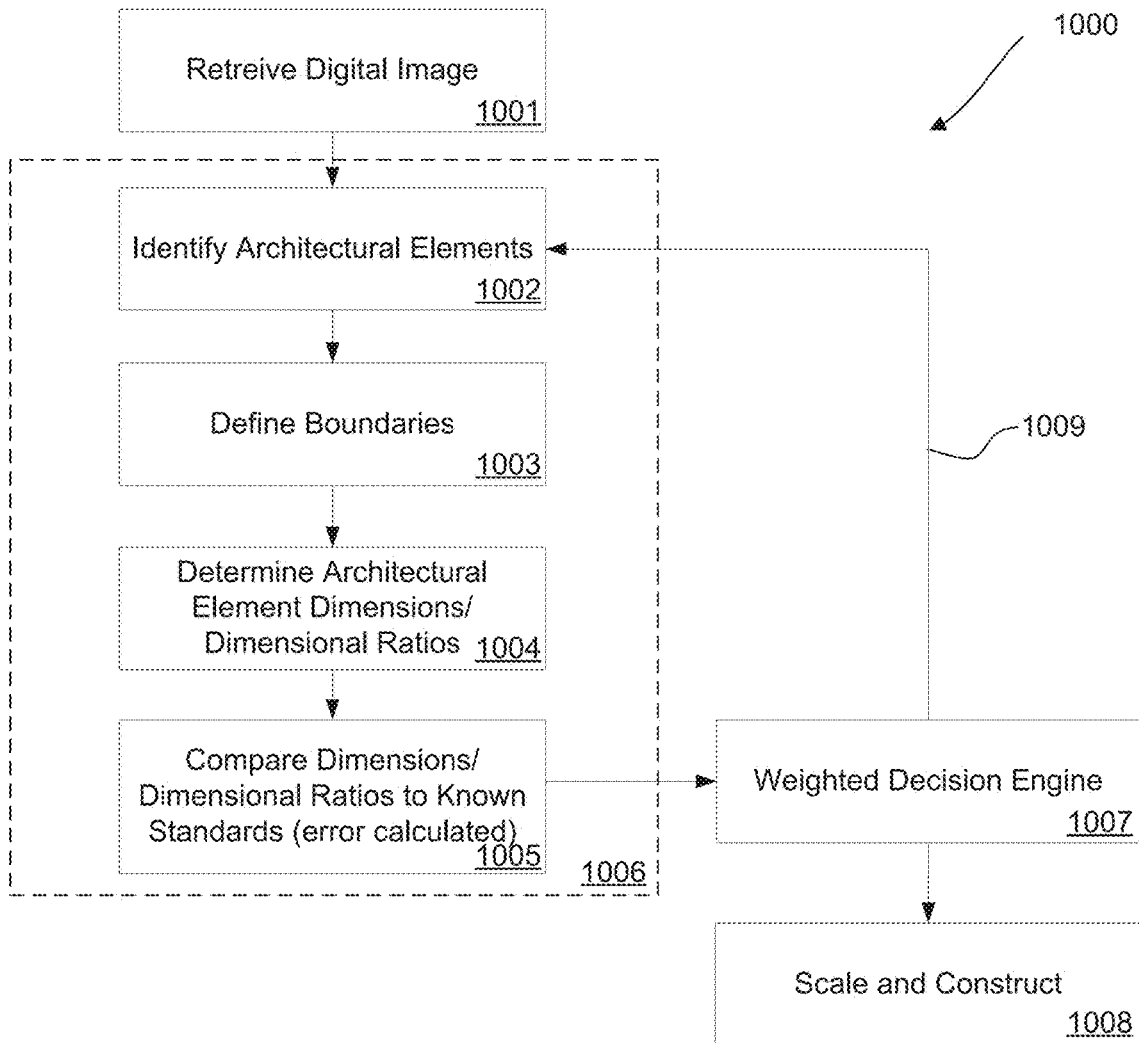 1000
Retreive Digital Image
1001
Identify Architectural Elements
1002
Define Boundaries
1003
1009
Determine Architectural
Element Dimensions/
Dimensional Ratios
1004
Compare Dimensions/
Dimensional Ratios to Known
Standards (error calculated)
1005
1006
Weighted Decision Engine
1007
Scale and Construct
1008